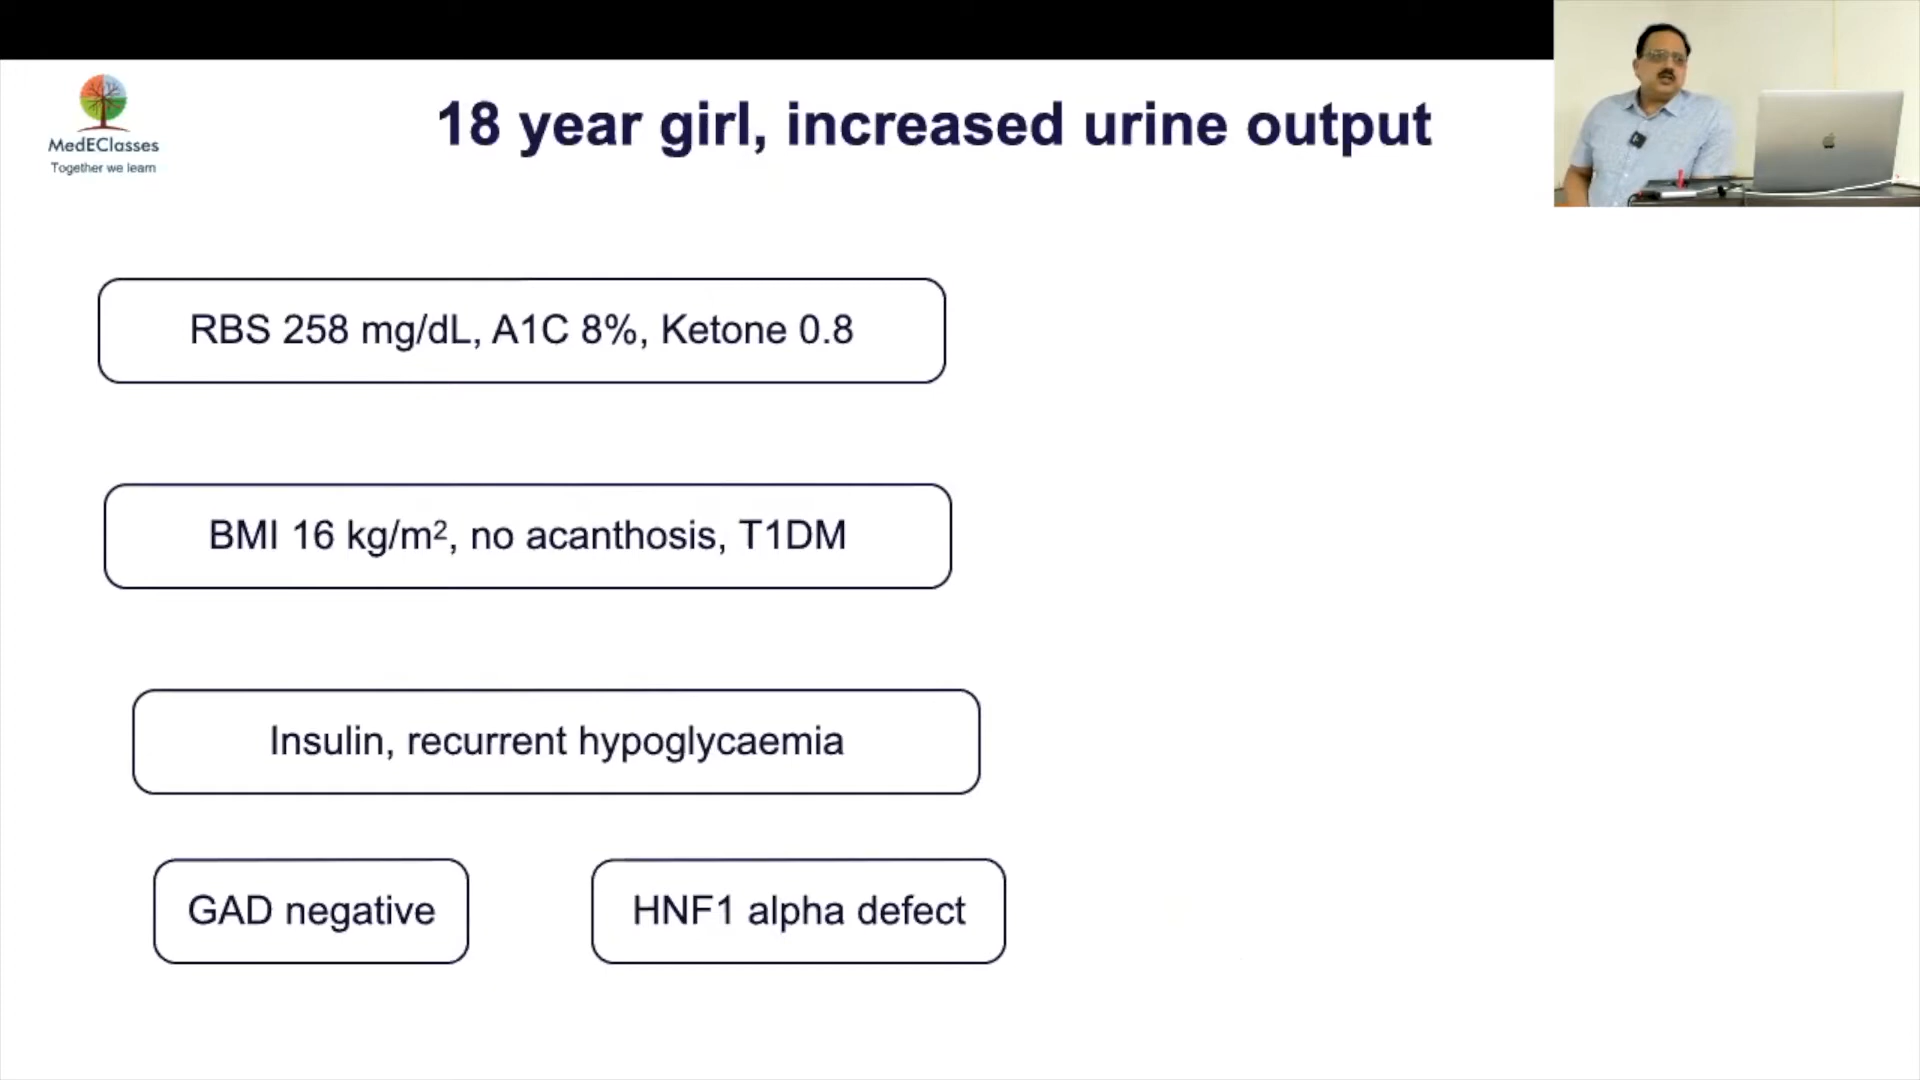 MedEClasses
Together we learn
18 year girl, increased urine output
RBS 258 mg/dL, A1C 8%, Ketone 0.8
BMI 16 kg/m², no acanthosis, T1DM
Insulin, recurrent hypoglycaemia
GAD negative
HNF1 alpha defect